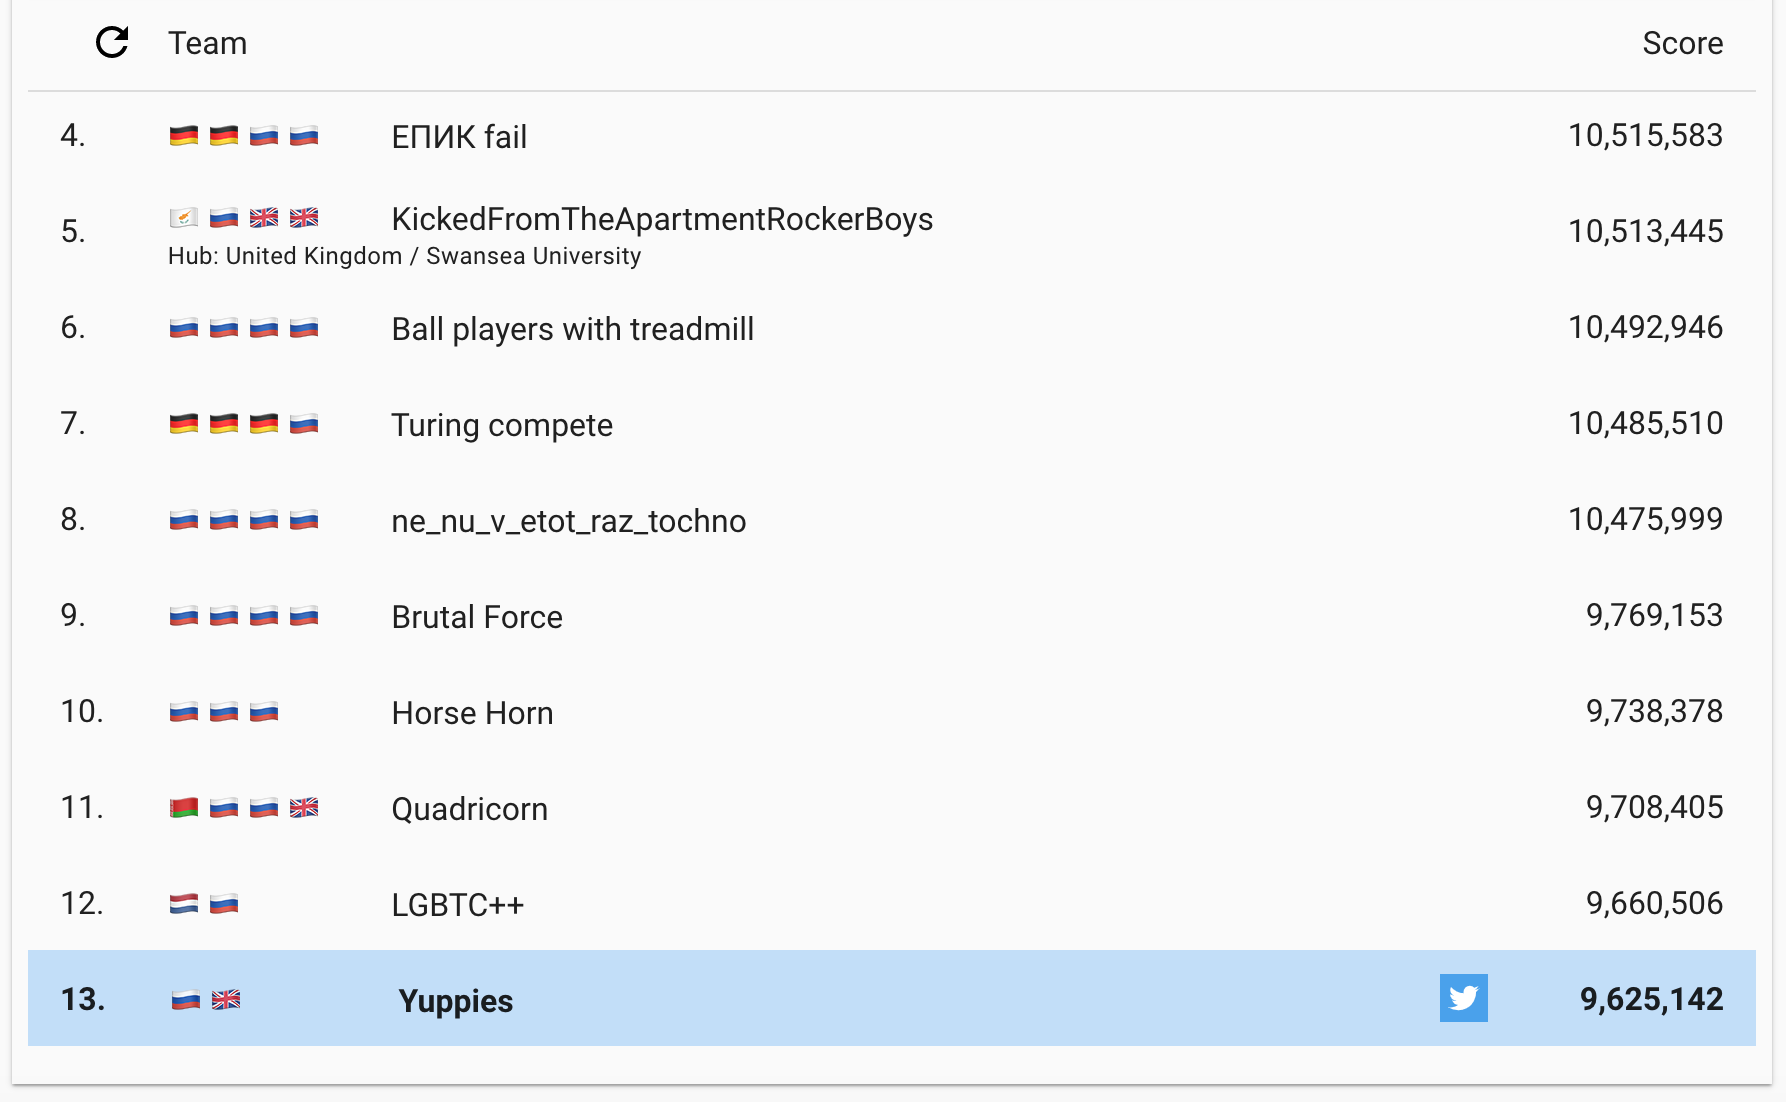 Team Score
4. ЕПИК fail 10,515,583
5. KickedFromTheApartmentRockerBoys 10,513,445
Hub: United Kingdom / Swansea University
6. Ball players with treadmill 10,492,946
7. Turing compete 10,485,510
8. ne_nu_v_etot_raz_tochno 10,475,999
9. Brutal Force 9,769,153
10. Horse Horn 9,738,378
11. Quadricorn 9,708,405
12. LGBTC++ 9,660,506
13. Yuppies 9,625,142